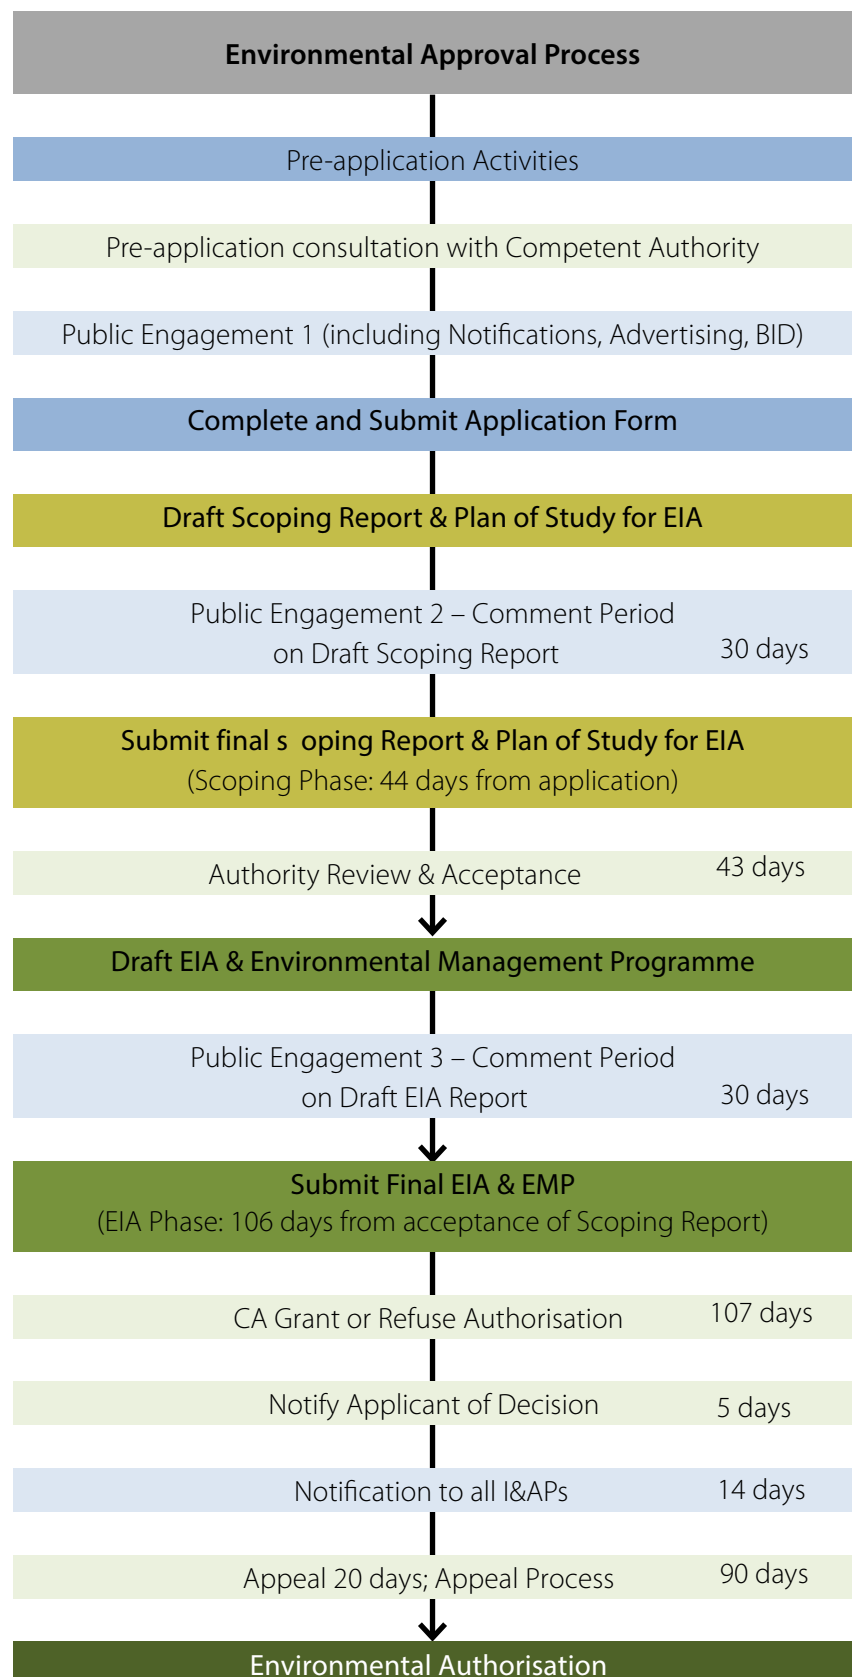 Environmental Approval Process
Pre-application Activities
Pre-application consultation with Competent Authority
Public Engagement 1 (including Notifications, Advertising, BID)
Complete and Submit Application Form
Draft Scoping Report & Plan of Study for EIA
Public Engagement 2 – Comment Period
on Draft Scoping Report 30 days
Submit final s oping Report & Plan of Study for EIA
(Scoping Phase: 44 days from application)
Authority Review & Acceptance 43 days
Draft EIA & Environmental Management Programme
Public Engagement 3 – Comment Period
on Draft EIA Report 30 days
Submit Final EIA & EMP
(EIA Phase: 106 days from acceptance of Scoping Report)
CA Grant or Refuse Authorisation 107 days
Notify Applicant of Decision 5 days
Notification to all I&APs 14 days
Appeal 20 days; Appeal Process 90 days
Environmental Authorisation